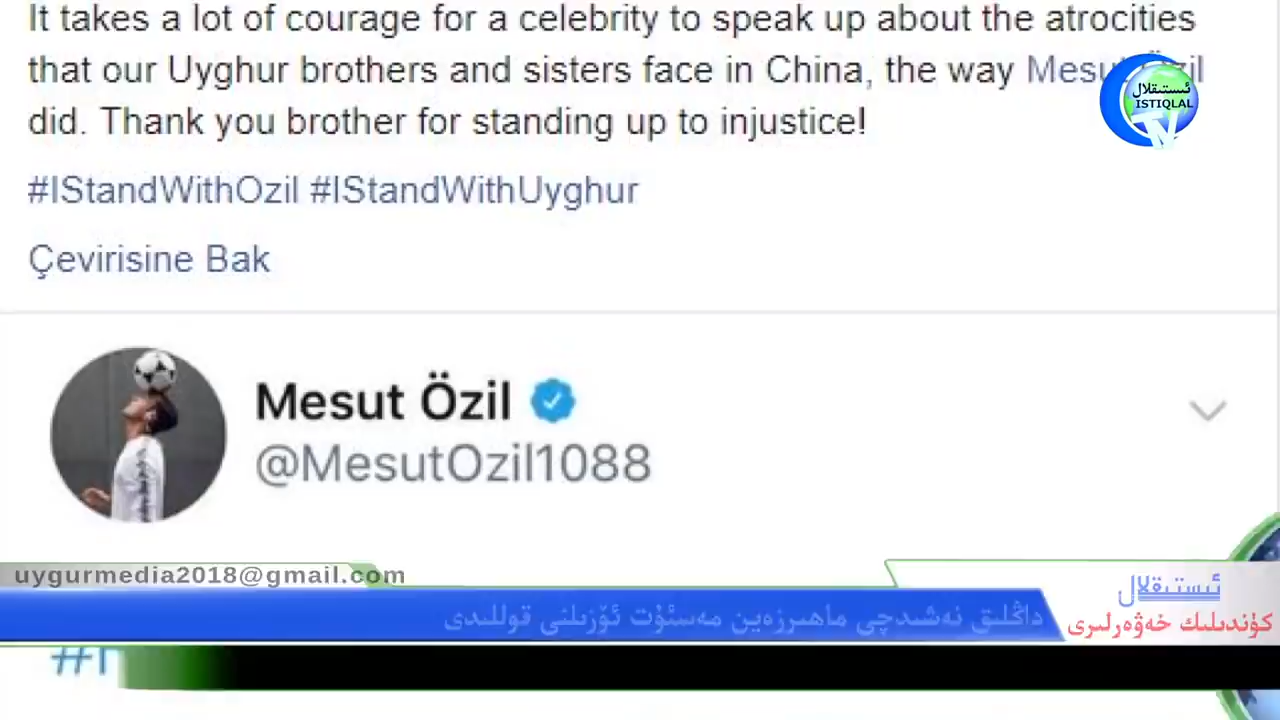 It takes a lot of courage for a celebrity to speak up about the atrocities
that our Uyghur brothers and sisters face in China, the way Mesut Özil
did. Thank you brother for standing up to injustice!
#IStandWithOzil #IStandWithUyghur
Çevirisine Bak
ئىستىقلال
ISTIQLAL
TV
Mesut Özil
@MesutOzil1088
uygurmedia2018@gmail.com
ئىستىقلال
داڭلىق نەشىدچى ماھىرزەين مەسئۇت ئۆزىلنى قوللىدى
كۈندىلىك خەۋەرلىرى